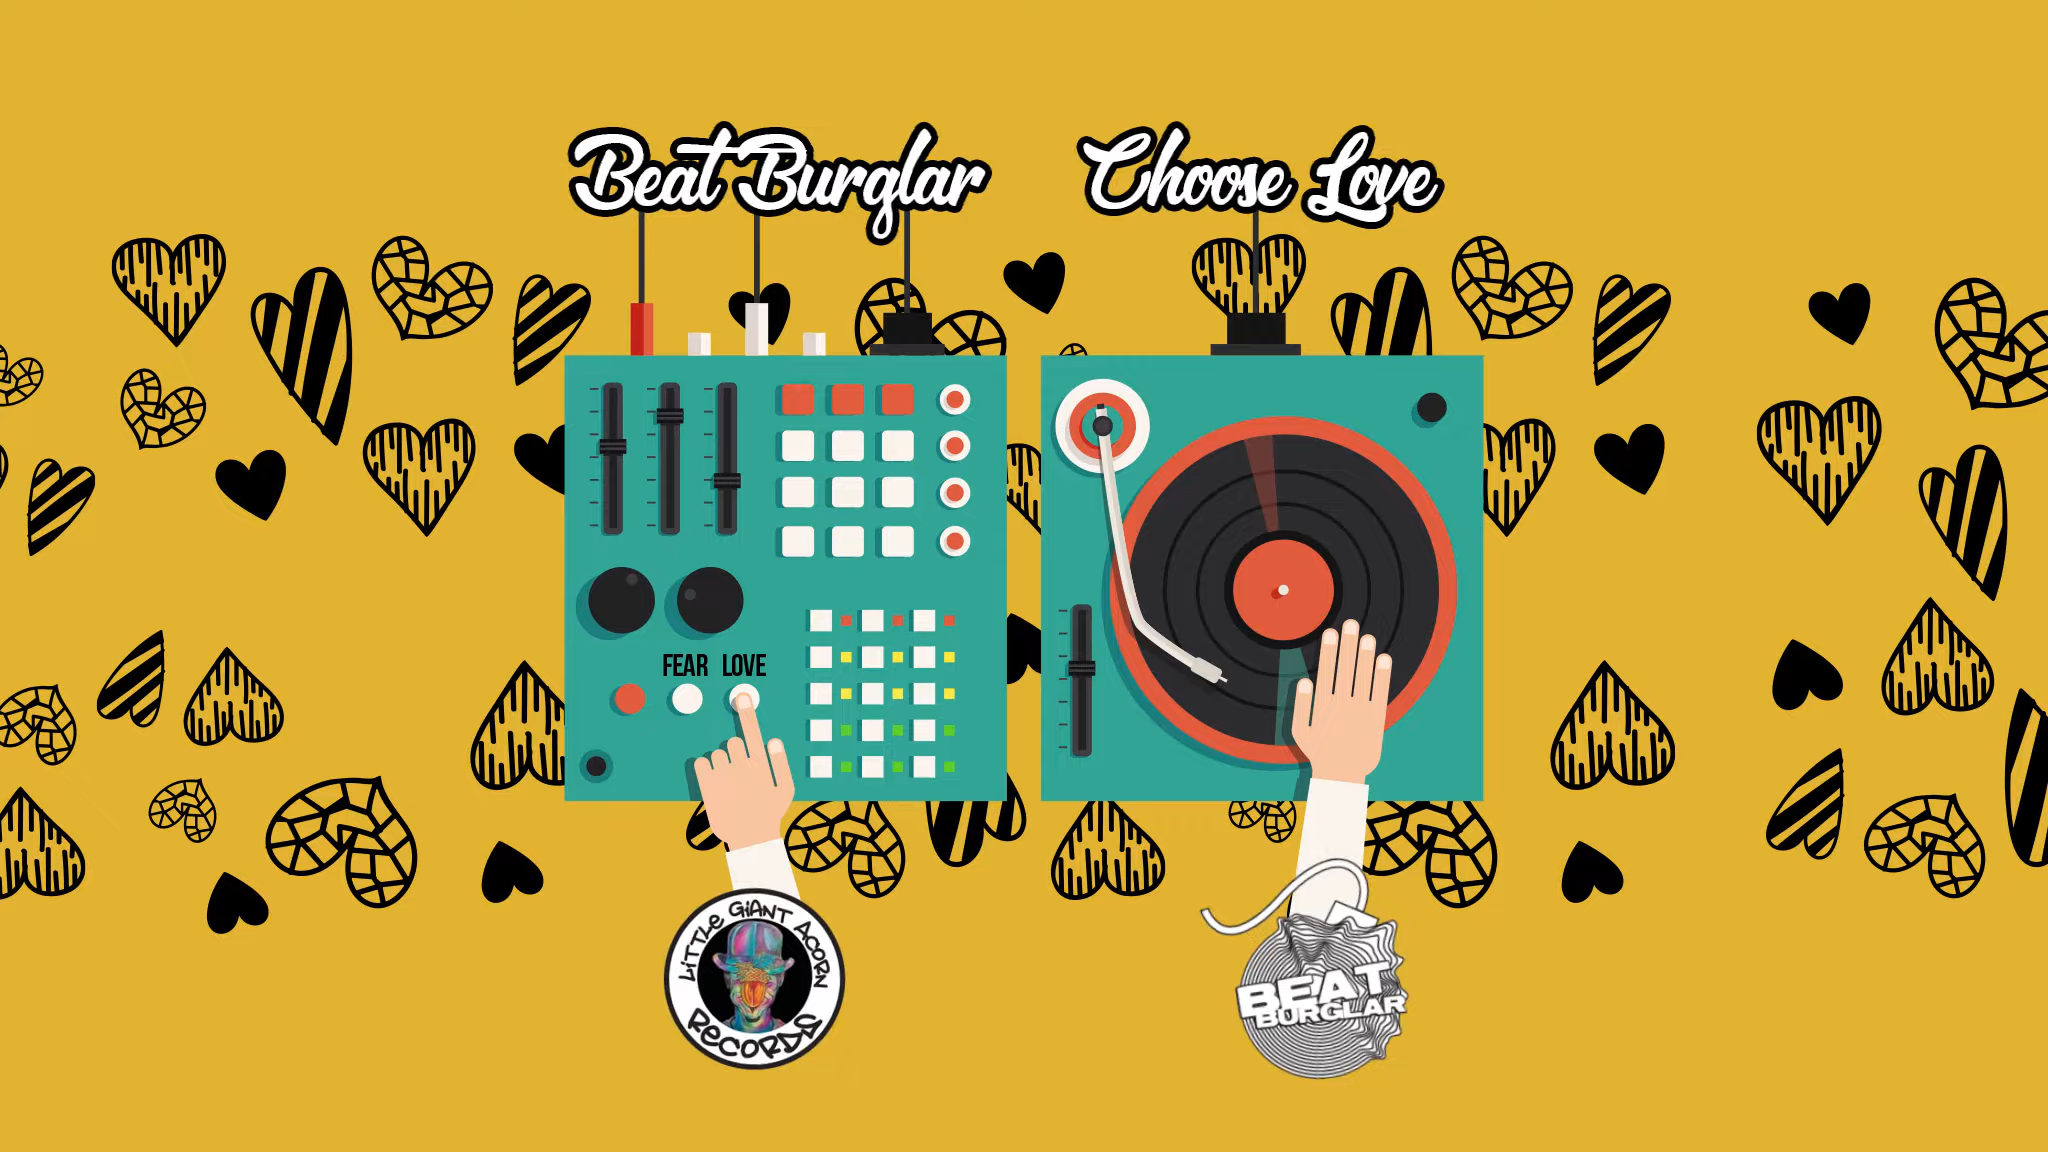 Beat Burglar Choose Love
FEAR LOVE
LiTTLE GiANT ACORN
RECORDS
BEAT
BURGLAR